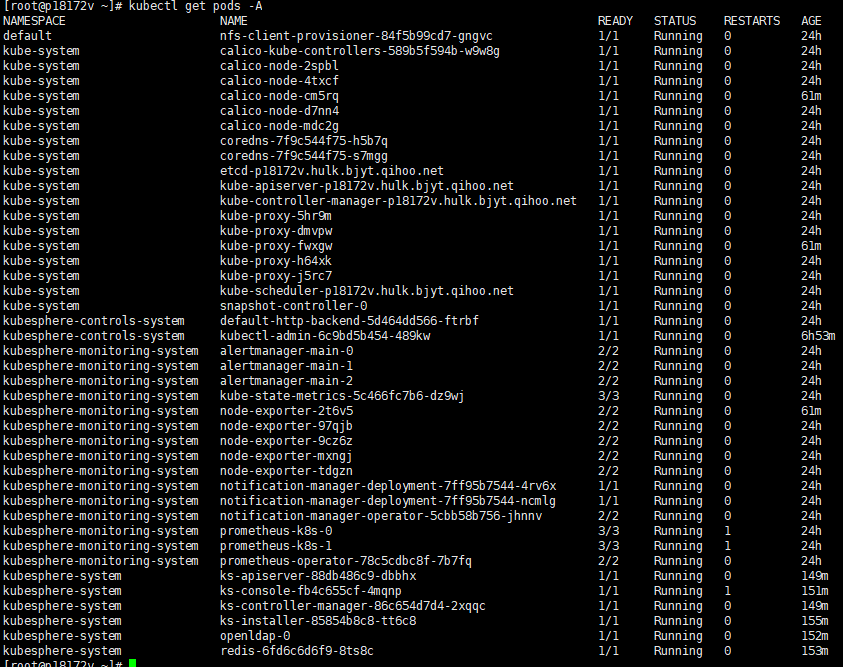 [root@p18172v ~]# kubectl get pods -A
NAMESPACE NAME READY STATUS RESTARTS AGE
default nfs-client-provisioner-84f5b99cd7-gngvc 1/1 Running 0 24h
kube-system calico-kube-controllers-589b5f594b-w9w8g 1/1 Running 0 24h
kube-system calico-node-2spbl 1/1 Running 0 24h
kube-system calico-node-4txcf 1/1 Running 0 24h
kube-system calico-node-cm5rq 1/1 Running 0 61m
kube-system calico-node-d7nn4 1/1 Running 0 24h
kube-system calico-node-mdc2g 1/1 Running 0 24h
kube-system coredns-7f9c544f75-h5b7q 1/1 Running 0 24h
kube-system coredns-7f9c544f75-s7mgg 1/1 Running 0 24h
kube-system etcd-p18172v.hulk.bjyt.qihoo.net 1/1 Running 0 24h
kube-system kube-apiserver-p18172v.hulk.bjyt.qihoo.net 1/1 Running 0 24h
kube-system kube-controller-manager-p18172v.hulk.bjyt.qihoo.net 1/1 Running 0 24h
kube-system kube-proxy-5hr9m 1/1 Running 0 24h
kube-system kube-proxy-dmvpw 1/1 Running 0 24h
kube-system kube-proxy-fwxgw 1/1 Running 0 61m
kube-system kube-proxy-h64xk 1/1 Running 0 24h
kube-system kube-proxy-j5rc7 1/1 Running 0 24h
kube-system kube-scheduler-p18172v.hulk.bjyt.qihoo.net 1/1 Running 0 24h
kube-system snapshot-controller-0 1/1 Running 0 24h
kubesphere-controls-system default-http-backend-5d464dd566-ftrbf 1/1 Running 0 24h
kubesphere-controls-system kubectl-admin-6c9bd5b454-489kw 1/1 Running 0 6h53m
kubesphere-monitoring-system alertmanager-main-0 2/2 Running 0 24h
kubesphere-monitoring-system alertmanager-main-1 2/2 Running 0 24h
kubesphere-monitoring-system alertmanager-main-2 2/2 Running 0 24h
kubesphere-monitoring-system kube-state-metrics-5c466fc7b6-dz9wj 3/3 Running 0 24h
kubesphere-monitoring-system node-exporter-2t6v5 2/2 Running 0 61m
kubesphere-monitoring-system node-exporter-97qjb 2/2 Running 0 24h
kubesphere-monitoring-system node-exporter-9cz6z 2/2 Running 0 24h
kubesphere-monitoring-system node-exporter-mxngj 2/2 Running 0 24h
kubesphere-monitoring-system node-exporter-tdgzn 2/2 Running 0 24h
kubesphere-monitoring-system notification-manager-deployment-7ff95b7544-4rv6x 1/1 Running 0 24h
kubesphere-monitoring-system notification-manager-deployment-7ff95b7544-ncmlg 1/1 Running 0 24h
kubesphere-monitoring-system notification-manager-operator-5cbb58b756-jhnnv 2/2 Running 0 24h
kubesphere-monitoring-system prometheus-k8s-0 3/3 Running 1 24h
kubesphere-monitoring-system prometheus-k8s-1 3/3 Running 1 24h
kubesphere-monitoring-system prometheus-operator-78c5cdbc8f-7b7fq 2/2 Running 0 24h
kubesphere-system ks-apiserver-88db486c9-dbbhx 1/1 Running 0 149m
kubesphere-system ks-console-fb4c655cf-4mqnp 1/1 Running 1 151m
kubesphere-system ks-controller-manager-86c654d7d4-2xqqc 1/1 Running 0 149m
kubesphere-system ks-installer-85854b8c8-tt6c8 1/1 Running 0 155m
kubesphere-system openldap-0 1/1 Running 0 152m
kubesphere-system redis-6fd6c6d6f9-8ts8c 1/1 Running 0 153m
[root@p18172v ~]#